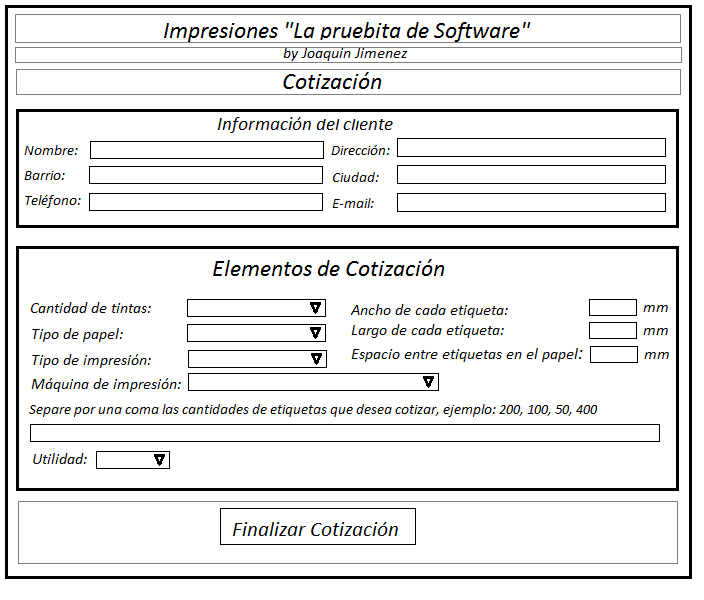 Impresiones "La pruebita de Software"
by Joaquín Jimenez
Cotización
Información del cliente
Nombre: Dirección:
Barrio: Ciudad:
Teléfono: E-mail:
Elementos de Cotización
Cantidad de tintas: Ancho de cada etiqueta: mm
Tipo de papel: Largo de cada etiqueta: mm
Tipo de impresión: Espacio entre etiquetas en el papel: mm
Máquina de impresión:
Separe por una coma las cantidades de etiquetas que desea cotizar, ejemplo: 200, 100, 50, 400
Utilidad:
Finalizar Cotización